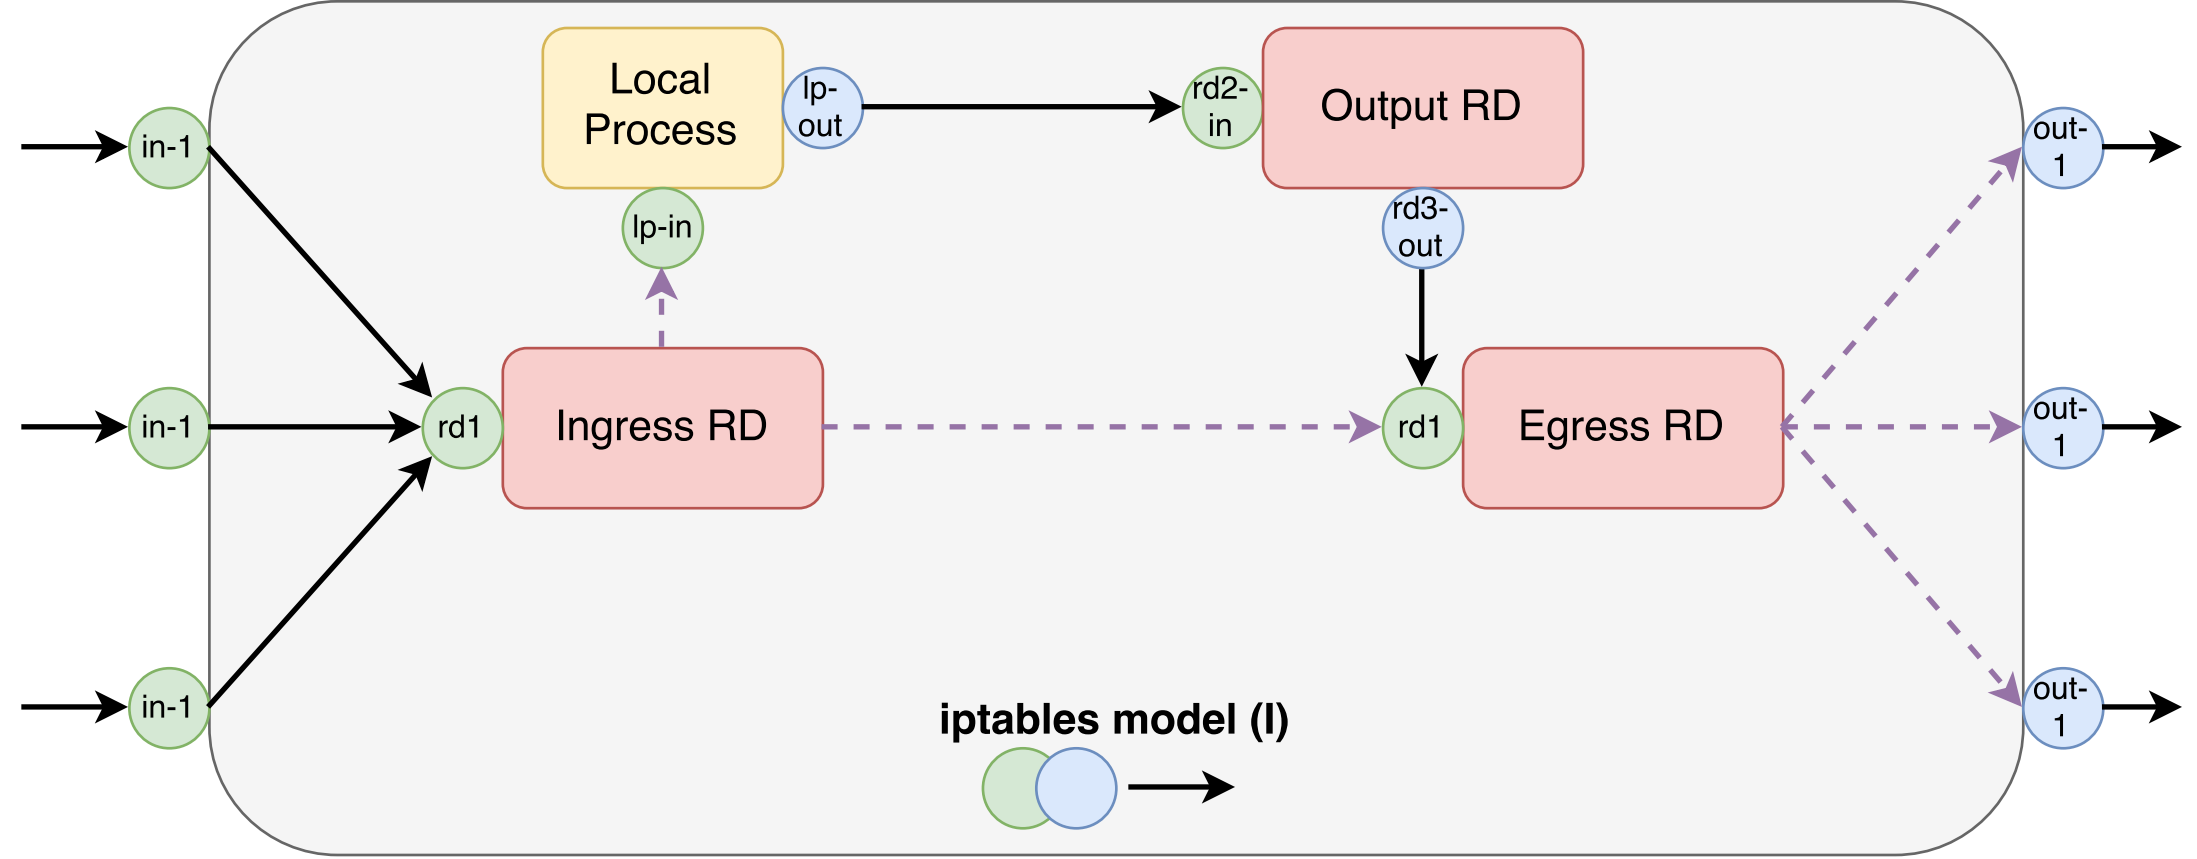 Local
Process
lp-
out
rd2-
in
Output RD
in-1
out-
1
lp-in
rd3-
out
in-1
rd1
Ingress RD
rd1
Egress RD
out-
1
in-1
out-
1
iptables model (I)